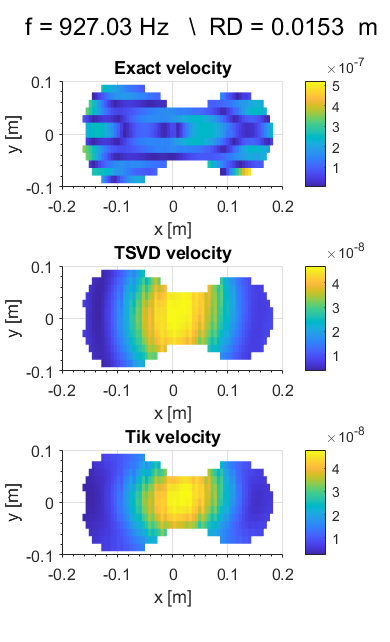 f = 927.03 Hz \ RD = 0.0153 m
Exact velocity
×10-7
0.1
0
-0.1
y [m]
5
4
3
2
1
-0.2 -0.1 0 0.1 0.2
x [m]
TSVD velocity
×10-8
0.1
0
-0.1
y [m]
4
3
2
1
-0.2 -0.1 0 0.1 0.2
x [m]
Tik velocity
×10-8
0.1
0
-0.1
y [m]
4
3
2
1
-0.2 -0.1 0 0.1 0.2
x [m]